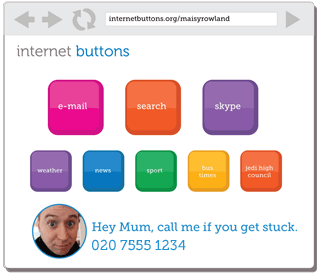 internetbuttons.org/maisyrowland
internet buttons
e-mail
search
skype
weather
news
sport
bus
times
jedi high
council
Hey Mum, call me if you get stuck.
020 7555 1234